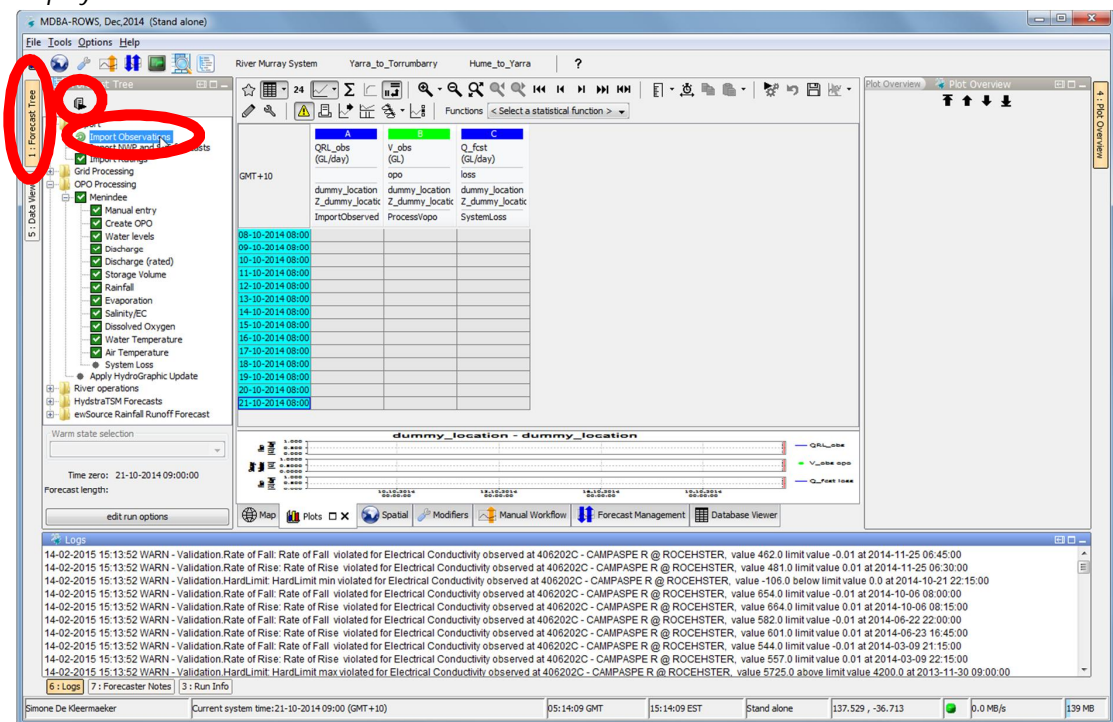 MDBA-ROWS, Dec,2014 (Stand alone)
File Tools Options Help
River Murray System Yarra_to_Torrumbarry Hume_to_Yarra ?
Tree
Plot Overview Plot Overview
1 : Forecast Tree
5 : Data View
4 : Plot Overview
24 Functions < Select a statistical function >
Import Observations
Import Ratings
Grid Processing
OPO Processing
Menindee
Manual entry
Create OPO
Water levels
Discharge
Discharge (rated)
Storage Volume
Rainfall
Evaporation
Salinity/EC
Dissolved Oxygen
Water Temperature
Air Temperature
System Loss
Apply HydroGraphic Update
River operations
HydstraTSM Forecasts
ewSource Rainfall Runoff Forecast
Warm state selection
Time zero: 21-10-2014 09:00:00
Forecast length:
edit run options
A B C
QRL_obs V_obs Q_fcst
(GL/day) (GL) (GL/day)
GMT+10 opo loss
dummy_location dummy_location dummy_location
Z_dummy_locatic Z_dummy_locatic Z_dummy_locatic
ImportObserved ProcessVopo SystemLoss
08-10-2014 08:00
09-10-2014 08:00
10-10-2014 08:00
11-10-2014 08:00
12-10-2014 08:00
13-10-2014 08:00
14-10-2014 08:00
15-10-2014 08:00
16-10-2014 08:00
17-10-2014 08:00
18-10-2014 08:00
19-10-2014 08:00
20-10-2014 08:00
21-10-2014 08:00
dummy_location - dummy_location
QRL_obs
V_obs opo
Q_fcst loss
Map Plots Spatial Modifiers Manual Workflow Forecast Management Database Viewer
Logs
14-02-2015 15:13:52 WARN - Validation.Rate of Fall: Rate of Fall violated for Electrical Conductivity observed at 406202C - CAMPASPE R @ ROCEHSTER, value 462.0 limit value -0.01 at 2014-11-25 06:45:00
14-02-2015 15:13:52 WARN - Validation.Rate of Rise: Rate of Rise violated for Electrical Conductivity observed at 406202C - CAMPASPE R @ ROCEHSTER, value 481.0 limit value 0.01 at 2014-11-25 06:30:00
14-02-2015 15:13:52 WARN - Validation.HardLimit: HardLimit min violated for Electrical Conductivity observed at 406202C - CAMPASPE R @ ROCEHSTER, value -106.0 below limit value 0.0 at 2014-10-21 22:15:00
14-02-2015 15:13:52 WARN - Validation.Rate of Fall: Rate of Fall violated for Electrical Conductivity observed at 406202C - CAMPASPE R @ ROCEHSTER, value 654.0 limit value -0.01 at 2014-10-06 08:00:00
14-02-2015 15:13:52 WARN - Validation.Rate of Rise: Rate of Rise violated for Electrical Conductivity observed at 406202C - CAMPASPE R @ ROCEHSTER, value 664.0 limit value 0.01 at 2014-10-06 08:15:00
14-02-2015 15:13:52 WARN - Validation.Rate of Fall: Rate of Fall violated for Electrical Conductivity observed at 406202C - CAMPASPE R @ ROCEHSTER, value 582.0 limit value -0.01 at 2014-06-22 22:00:00
14-02-2015 15:13:52 WARN - Validation.Rate of Rise: Rate of Rise violated for Electrical Conductivity observed at 406202C - CAMPASPE R @ ROCEHSTER, value 601.0 limit value 0.01 at 2014-06-23 16:45:00
14-02-2015 15:13:52 WARN - Validation.Rate of Fall: Rate of Fall violated for Electrical Conductivity observed at 406202C - CAMPASPE R @ ROCEHSTER, value 544.0 limit value -0.01 at 2014-03-09 21:15:00
14-02-2015 15:13:52 WARN - Validation.Rate of Rise: Rate of Rise violated for Electrical Conductivity observed at 406202C - CAMPASPE R @ ROCEHSTER, value 557.0 limit value 0.01 at 2014-03-09 22:15:00
14-02-2015 15:13:52 WARN - Validation.HardLimit: HardLimit max violated for Electrical Conductivity observed at 406202C - CAMPASPE R @ ROCEHSTER, value 5725.0 above limit value 4200.0 at 2013-11-30 09:00:00
6 : Logs 7 : Forecaster Notes 3 : Run Info
Simone De Kleermaeker Current system time:21-10-2014 09:00 (GMT+10) 05:14:09 GMT 15:14:09 EST Stand alone 137.529 , -36.713 0.0 MB/s 139 MB